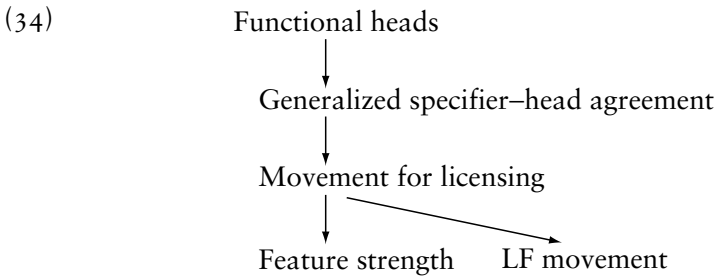 (34) Functional heads
Generalized specifier–head agreement
Movement for licensing
Feature strength LF movement